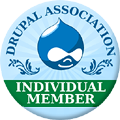 DRUPAL ASSOCIATION
INDIVIDUAL
MEMBER